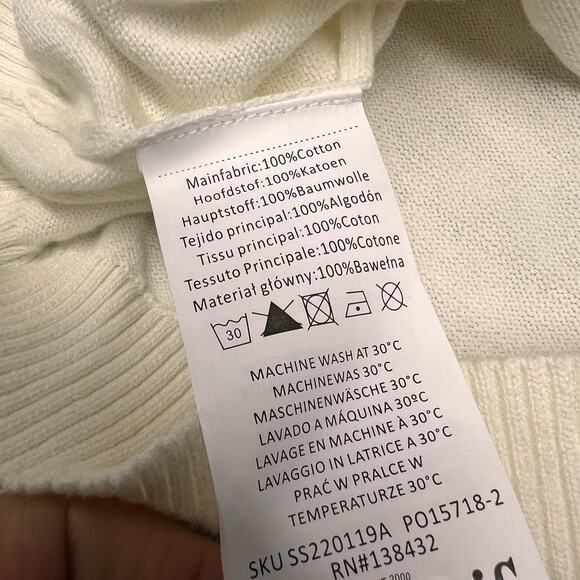 Mainfabric:100%Cotton
Hoofdstof:100%Katoen
Hauptstoff:100%Baumwolle
Tejido principal:100%Algodón
Tissu principal:100%Coton
Tessuto Principale:100%Cotone
Materiał główny:100%Bawełna
30
MACHINE WASH AT 30°C
MACHINEWAS 30°C
MASCHINENWÄSCHE 30°C
LAVADO A MÁQUINA 30ºC
LAVAGE EN MACHINE À 30°C
LAVAGGIO IN LATRICE A 30°C
PRAĆ W PRALCE W
TEMPERATURZE 30°C
SKU SS220119A PO15718-2
RN#138432
2000